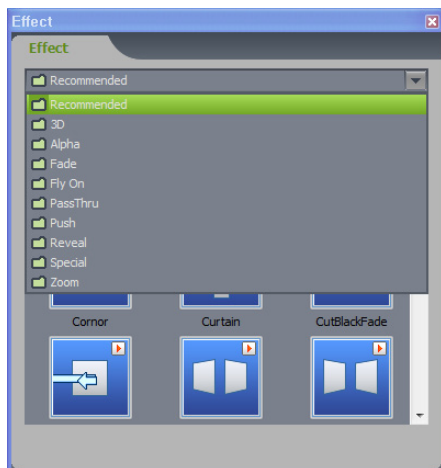 Effect
Effect
Recommended
Recommended
3D
Alpha
Fade
Fly On
PassThru
Push
Reveal
Special
Zoom
Cornor
Curtain
CutBlackFade